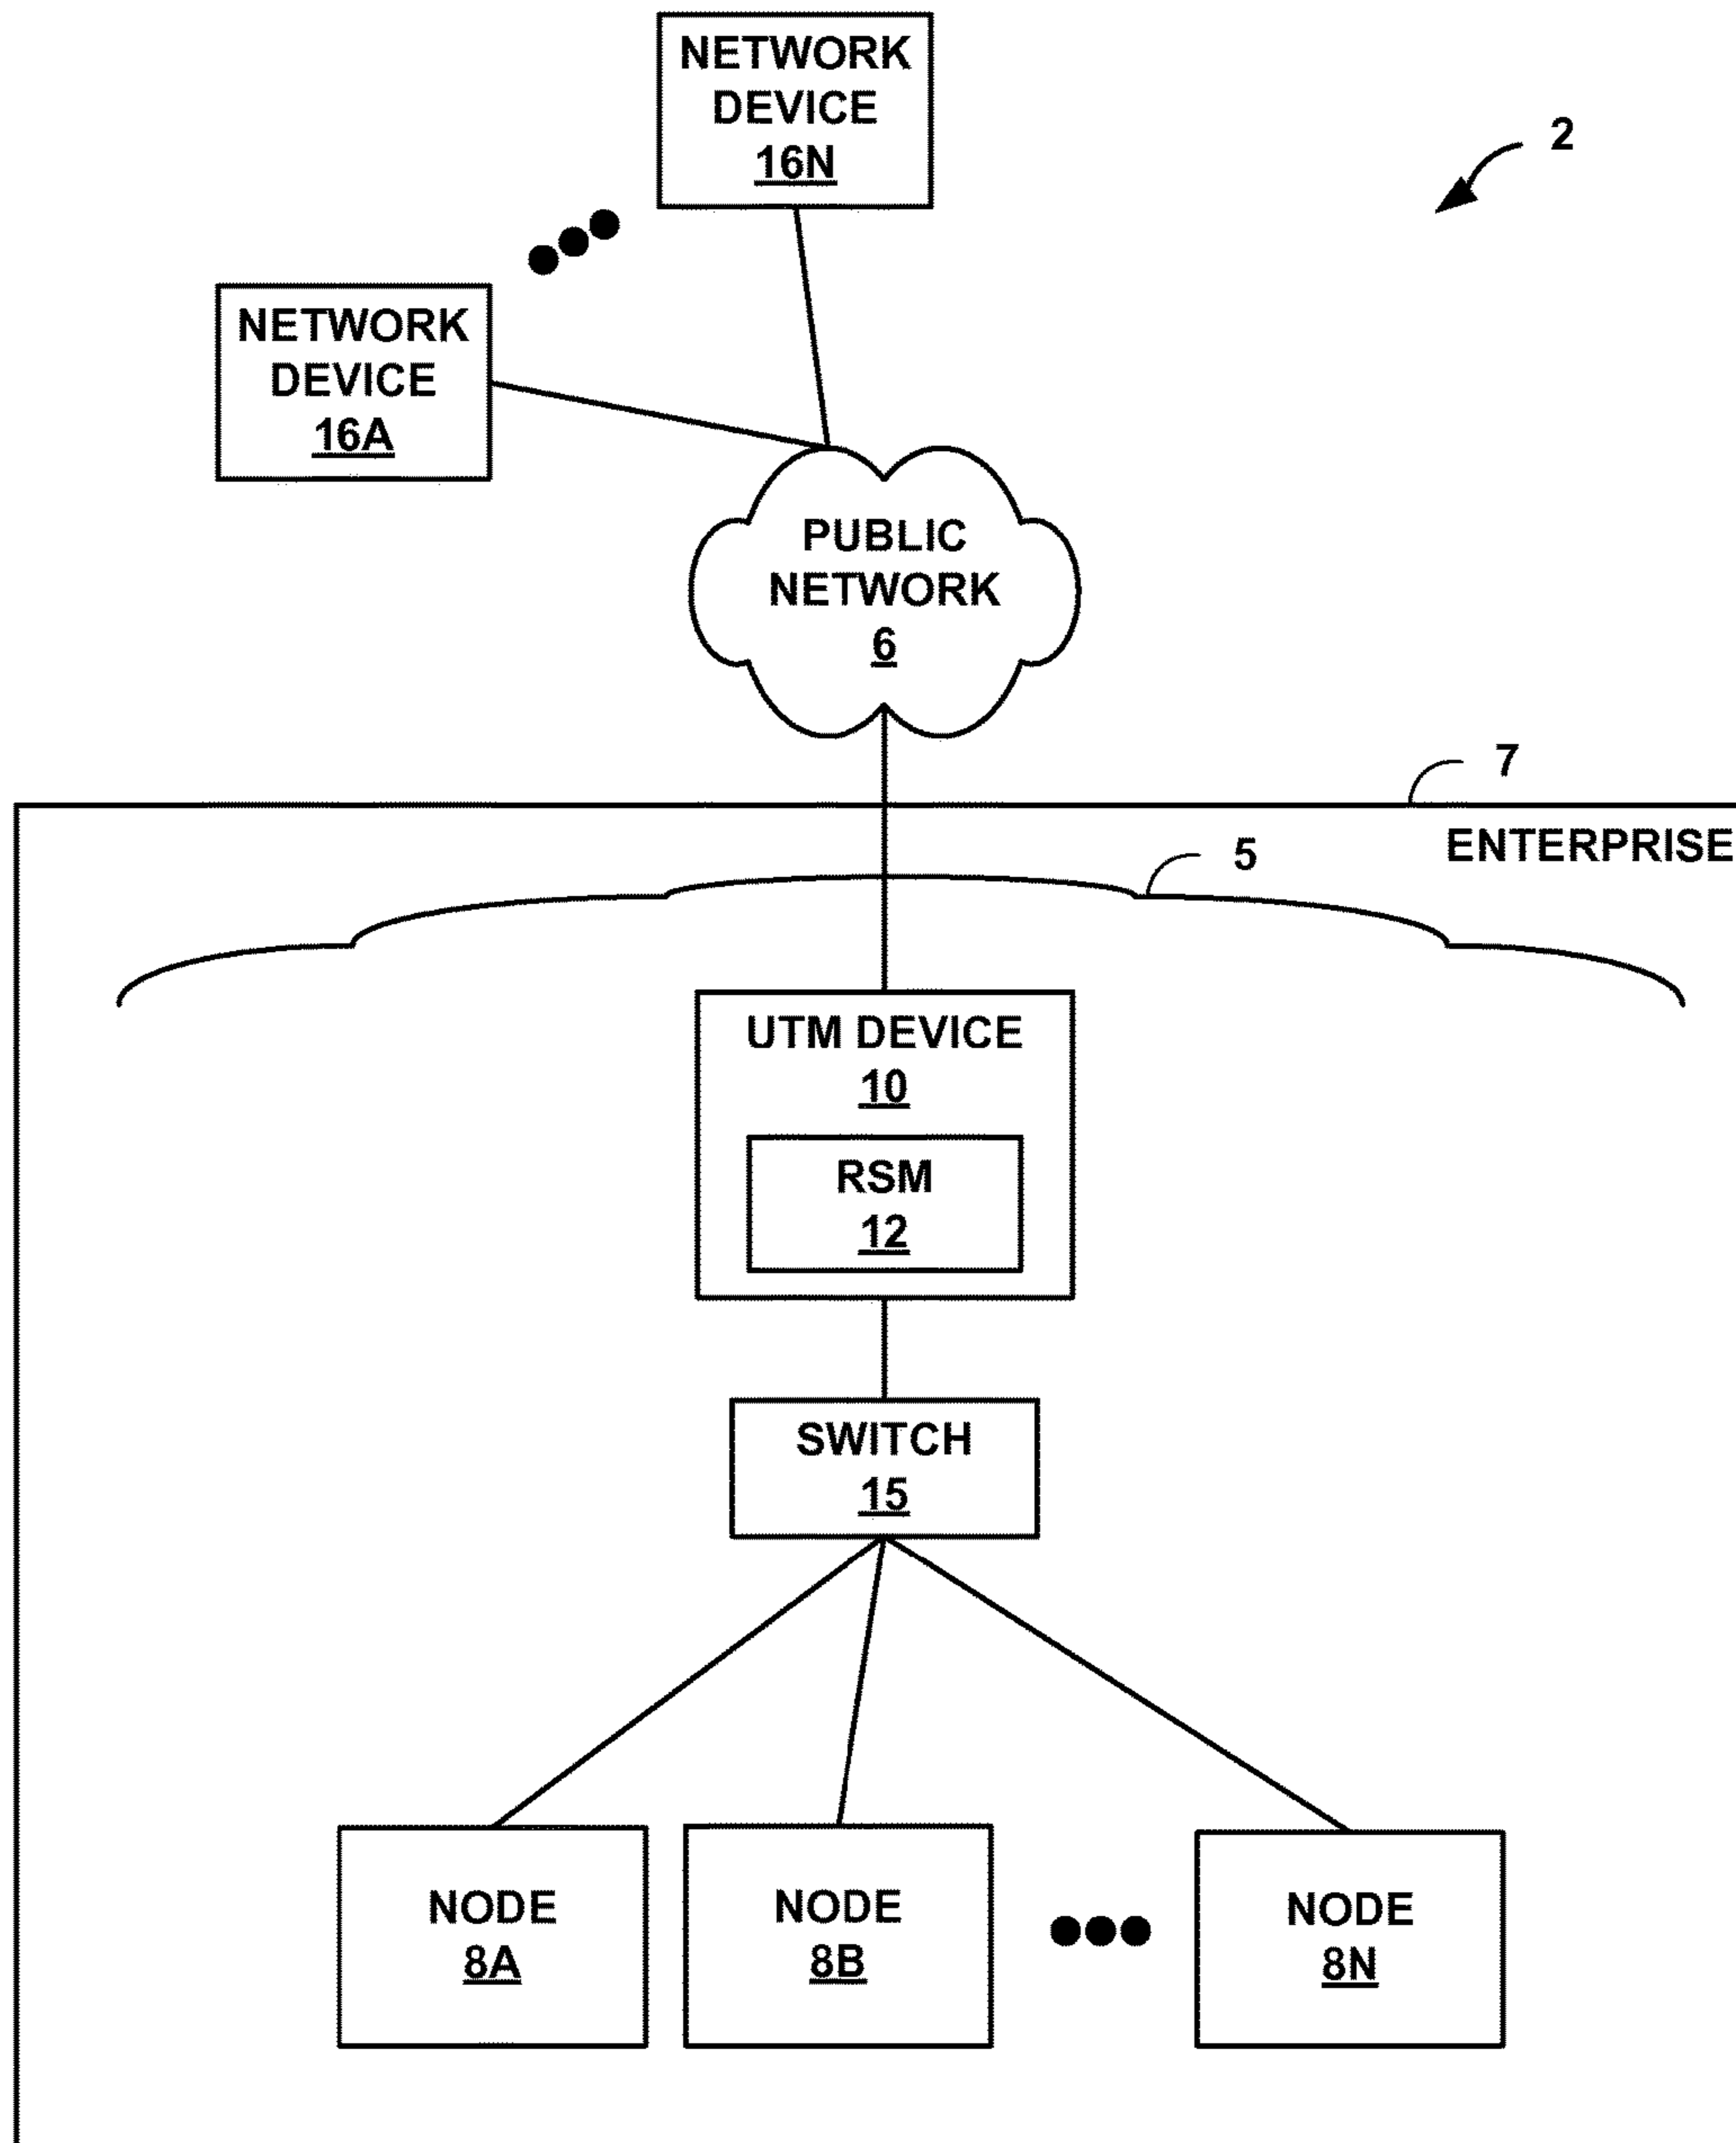 NETWORK
DEVICE
16N
2
NETWORK
DEVICE
16A
PUBLIC
NETWORK
6
7
ENTERPRISE
5
UTM DEVICE
10
RSM
12
SWITCH
15
NODE
8A
NODE
8B
NODE
8N